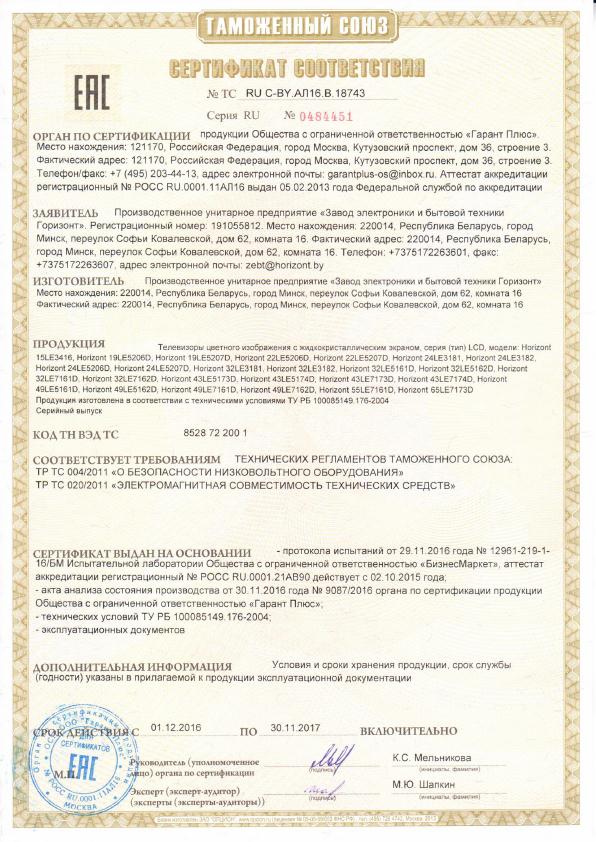 ТАМОЖЕННЫЙ СОЮЗ
СЕРТИФИКАТ СООТВЕТСТВИЯ
ЕАС
№ ТС RU С-BY.АЛ16.В.18743
Серия RU № 0484451
ОРГАН ПО СЕРТИФИКАЦИИ продукции Общества с ограниченной ответственностью «Гарант Плюс».
Место нахождения: 121170, Российская Федерация, город Москва, Кутузовский проспект, дом 36, строение 3.
Фактический адрес: 121170, Российская Федерация, город Москва, Кутузовский проспект, дом 36, строение 3.
Телефон/факс: +7 (495) 203-44-13, адрес электронной почты: garantplus-os@inbox.ru. Аттестат аккредитации
регистрационный № РОСС RU.0001.11АЛ16 выдан 05.02.2013 года Федеральной службой по аккредитации
ЗАЯВИТЕЛЬ Производственное унитарное предприятие «Завод электроники и бытовой техники
Горизонт». Регистрационный номер: 191055812. Место нахождения: 220014, Республика Беларусь, город
Минск, переулок Софьи Ковалевской, дом 62, комната 16. Фактический адрес: 220014, Республика Беларусь,
город Минск, переулок Софьи Ковалевской, дом 62, комната 16. Телефон: +7375172263601, факс:
+7375172263607, адрес электронной почты: zebt@horizont.by
ИЗГОТОВИТЕЛЬ Производственное унитарное предприятие «Завод электроники и бытовой техники Горизонт»
Место нахождения: 220014, Республика Беларусь, город Минск, переулок Софьи Ковалевской, дом 62, комната 16
Фактический адрес: 220014, Республика Беларусь, город Минск, переулок Софьи Ковалевской, дом 62, комната 16
ПРОДУКЦИЯ Телевизоры цветного изображения с жидкокристаллическим экраном, серия (тип) LCD, модели: Horizont
15LE3416, Horizont 19LE5206D, Horizont 19LE5207D, Horizont 22LE5206D, Horizont 22LE5207D, Horizont 24LE3181, Horizont 24LE3182,
Horizont 24LE5206D, Horizont 24LE5207D, Horizont 32LE3181, Horizont 32LE3182, Horizont 32LE5161D, Horizont 32LE5162D, Horizont
32LE7161D, Horizont 32LE7162D, Horizont 43LE5173D, Horizont 43LE5174D, Horizont 43LE7173D, Horizont 43LE7174D, Horizont
49LE5161D, Horizont 49LE5162D, Horizont 49LE7161D, Horizont 49LE7162D, Horizont 55LE7161D, Horizont 65LE7173D
Продукция изготовлена в соответствии с техническими условиями ТУ РБ 100085149.176-2004
Серийный выпуск
КОД ТН ВЭД ТС 8528 72 200 1
СООТВЕТСТВУЕТ ТРЕБОВАНИЯМ ТЕХНИЧЕСКИХ РЕГЛАМЕНТОВ ТАМОЖЕННОГО СОЮЗА:
ТР ТС 004/2011 «О БЕЗОПАСНОСТИ НИЗКОВОЛЬТНОГО ОБОРУДОВАНИЯ»
ТР ТС 020/2011 «ЭЛЕКТРОМАГНИТНАЯ СОВМЕСТИМОСТЬ ТЕХНИЧЕСКИХ СРЕДСТВ»
СЕРТИФИКАТ ВЫДАН НА ОСНОВАНИИ - протокола испытаний от 29.11.2016 года № 12961-219-1-
16/БМ Испытательной лаборатории Общества с ограниченной ответственностью «БизнесМаркет», аттестат
аккредитации регистрационный № РОСС RU.0001.21АВ90 действует с 02.10.2015 года;
- акта анализа состояния производства от 30.11.2016 года № 9087/2016 органа по сертификации продукции
Общества с ограниченной ответственностью «Гарант Плюс»;
- технических условий ТУ РБ 100085149.176-2004;
- эксплуатационных документов
ДОПОЛНИТЕЛЬНАЯ ИНФОРМАЦИЯ Условия и сроки хранения продукции, срок службы
(годности) указаны в прилагаемой к продукции эксплуатационной документации
СРОК ДЕЙСТВИЯ С 01.12.2016 ПО 30.11.2017 ВКЛЮЧИТЕЛЬНО
ДЛЯ
СЕРТИФИКАТОВ
ЕАС
№ РОСС RU.0001.11АЛ16
МОСКВА
М.П.
Руководитель (уполномоченное
лицо) органа по сертификации
(подпись)
К.С. Мельникова
(инициалы, фамилия)
Эксперт (эксперт-аудитор)
(эксперты (эксперты-аудиторы))
(подпись)
М.Ю. Шапкин
(инициалы, фамилия)